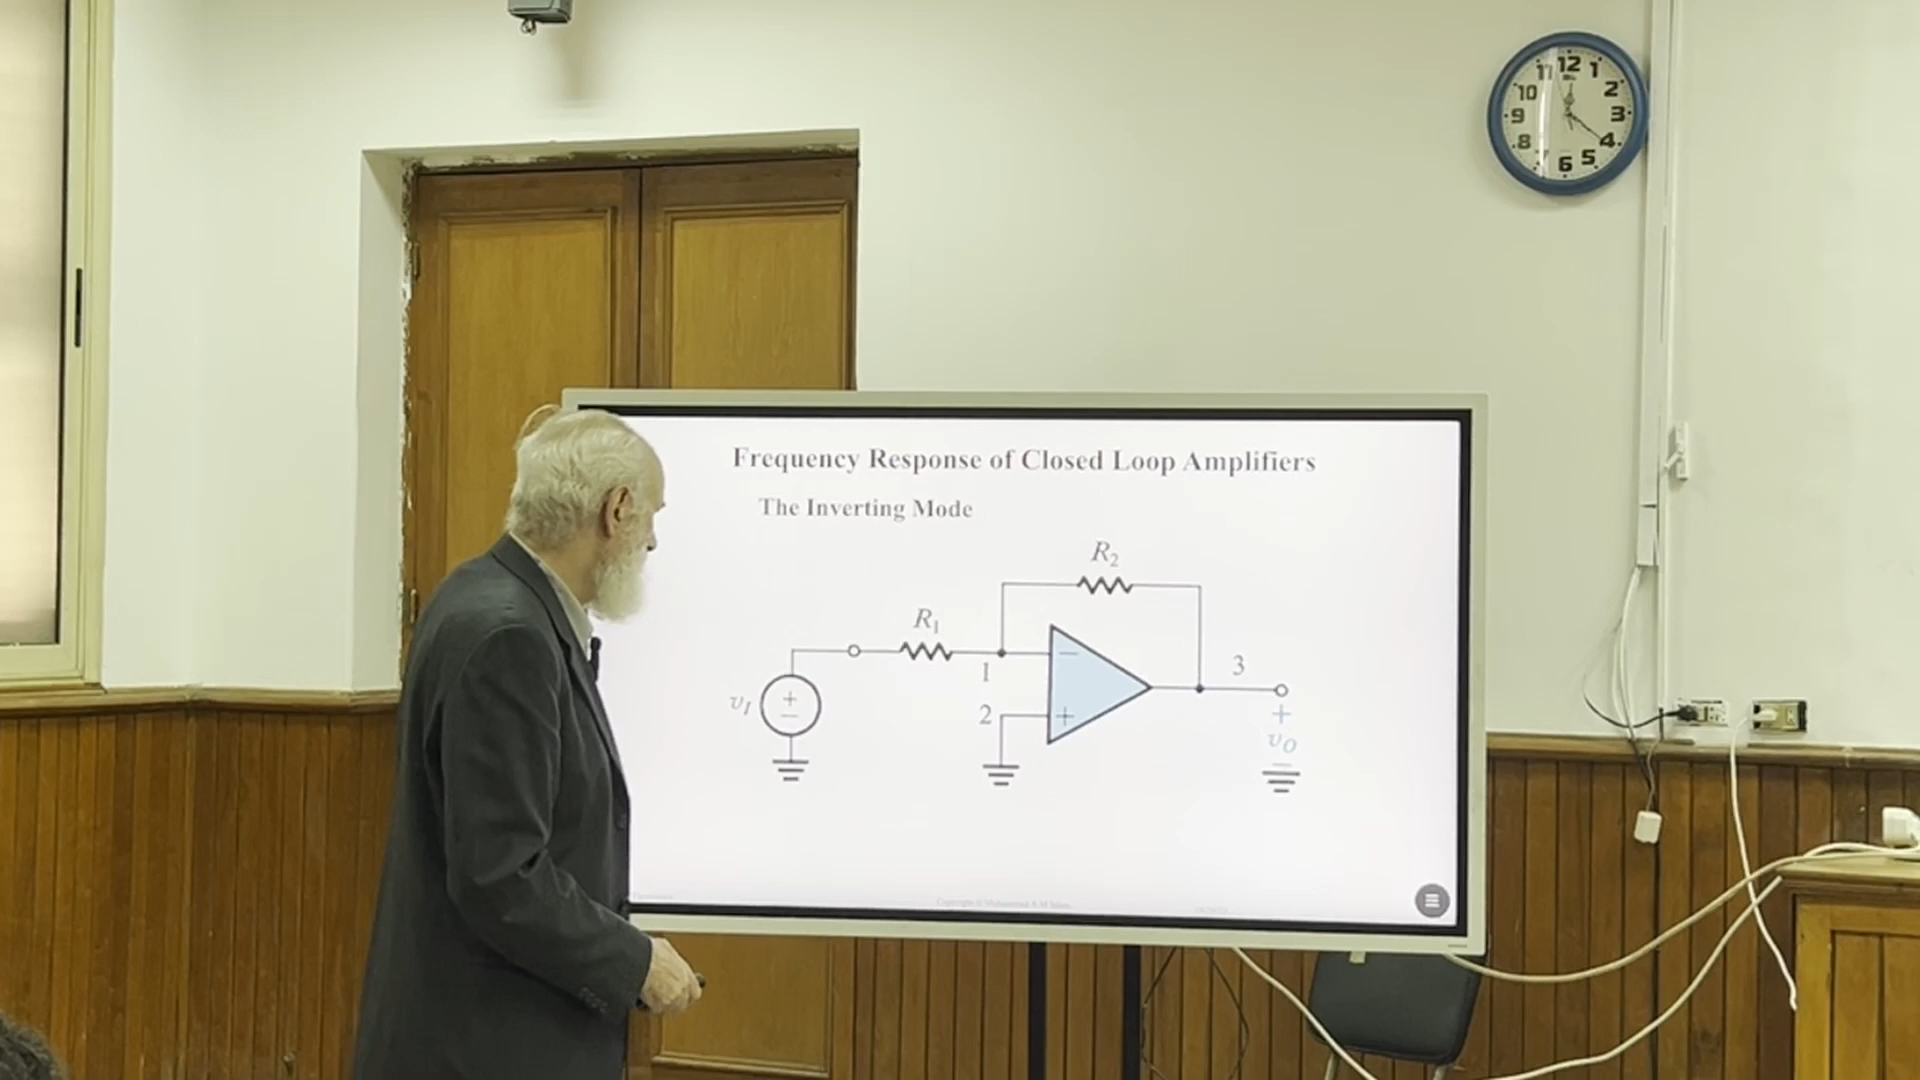 12
11 1
10 2
9 3
8 4
7 5
6
Frequency Response of Closed Loop Amplifiers
The Inverting Mode
R2
R1
1
−
3
vI
+
−
2
+
+
vO
−